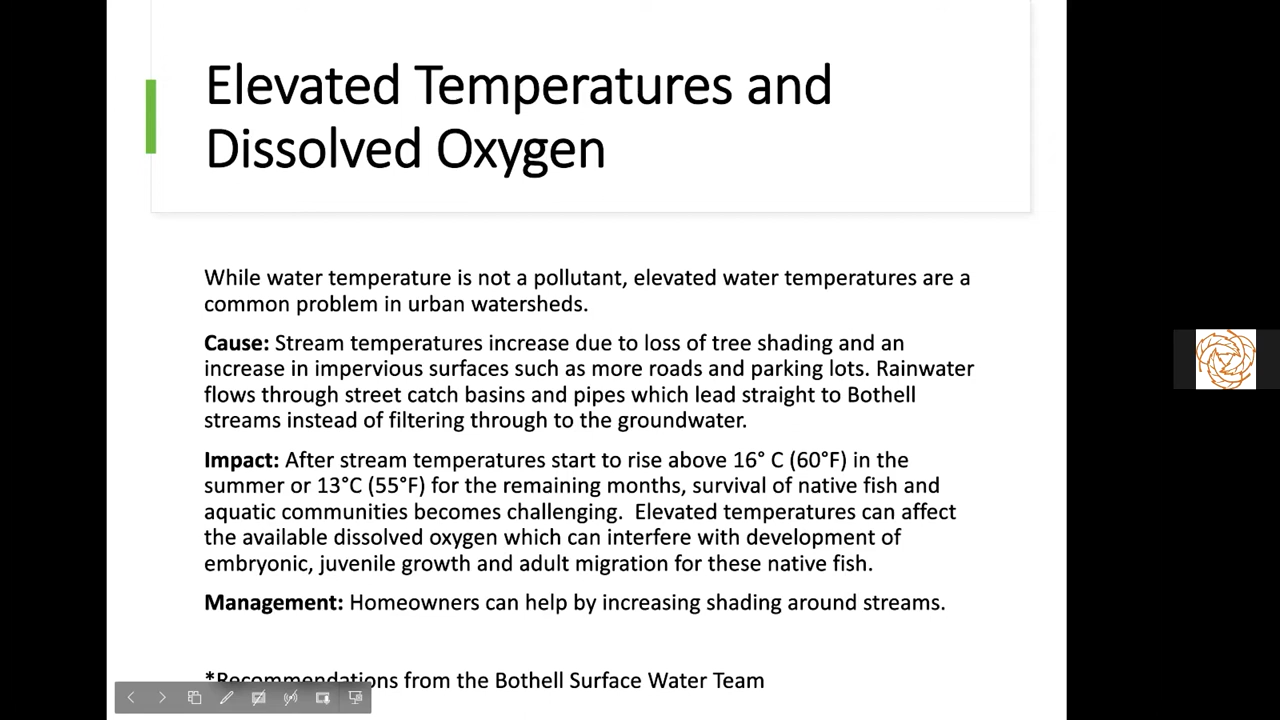 Elevated Temperatures and
Dissolved Oxygen
While water temperature is not a pollutant, elevated water temperatures are a
common problem in urban watersheds.
Cause: Stream temperatures increase due to loss of tree shading and an
increase in impervious surfaces such as more roads and parking lots. Rainwater
flows through street catch basins and pipes which lead straight to Bothell
streams instead of filtering through to the groundwater.
Impact: After stream temperatures start to rise above 16° C (60°F) in the
summer or 13°C (55°F) for the remaining months, survival of native fish and
aquatic communities becomes challenging.  Elevated temperatures can affect
the available dissolved oxygen which can interfere with development of
embryonic, juvenile growth and adult migration for these native fish.
Management: Homeowners can help by increasing shading around streams.
*Recommendations from the Bothell Surface Water Team